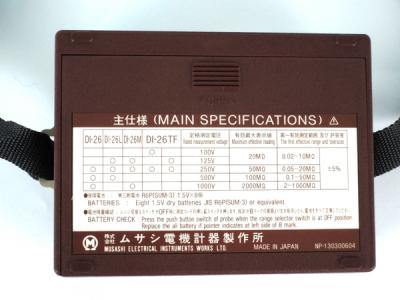 主仕様 (MAIN SPECIFICATIONS)
DI-26 DI-26L DI-26M DI-26TF 定格測定電圧 Rated measurement voltage 有効最大表示値 Maximum effective reading 第一有効測定範囲 及び 許容差 The first effective range and tolerances
○ 100V 20MΩ 0.02~10MΩ ±5%
○ ○ ○ 125V
○ ○ ○ 250V 50MΩ 0.05~20MΩ
○ ○ ○ 500V 100MΩ 0.1~50MΩ
○ ○ 1000V 2000MΩ 2~1000MΩ
BATTERIES : Eight 1.5V dry batteries JIS R6P(SUM-3) or equivalent.
BATTERY-CHECK : Press the push button switch of probe when the range selector switch is at OFF position
Replace the all battery if pointer indicates at left side of B mark.
株式会社 ムサシ電機計器製作所
MUSASHI ELECTRICAL INSTRUMENTS WORKS LTD.
MADE IN JAPAN NP-130300604